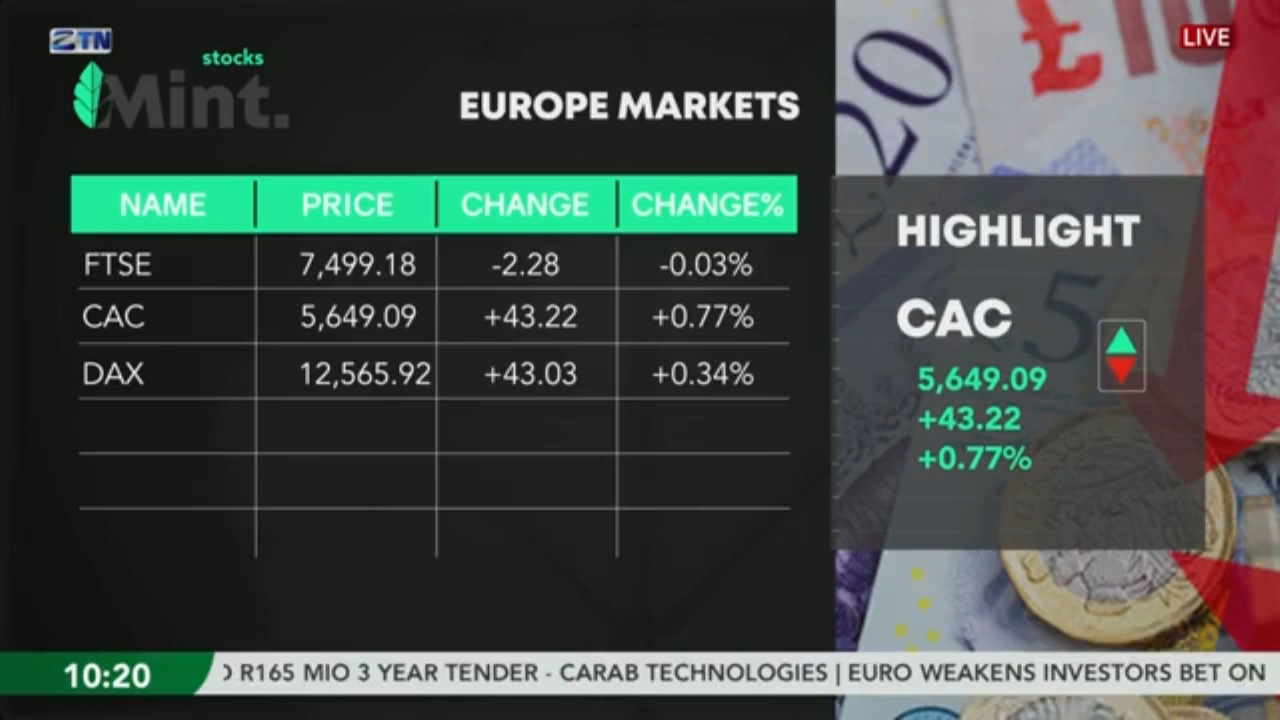 ZTN
LIVE
stocks
Mint.
EUROPE MARKETS
NAME PRICE CHANGE CHANGE%
FTSE 7,499.18 -2.28 -0.03%
CAC 5,649.09 +43.22 +0.77%
DAX 12,565.92 +43.03 +0.34%
HIGHLIGHT
CAC
5,649.09
+43.22
+0.77%
20
£10
5
10:20
R165 MIO 3 YEAR TENDER - CARAB TECHNOLOGIES | EURO WEAKENS INVESTORS BET ON